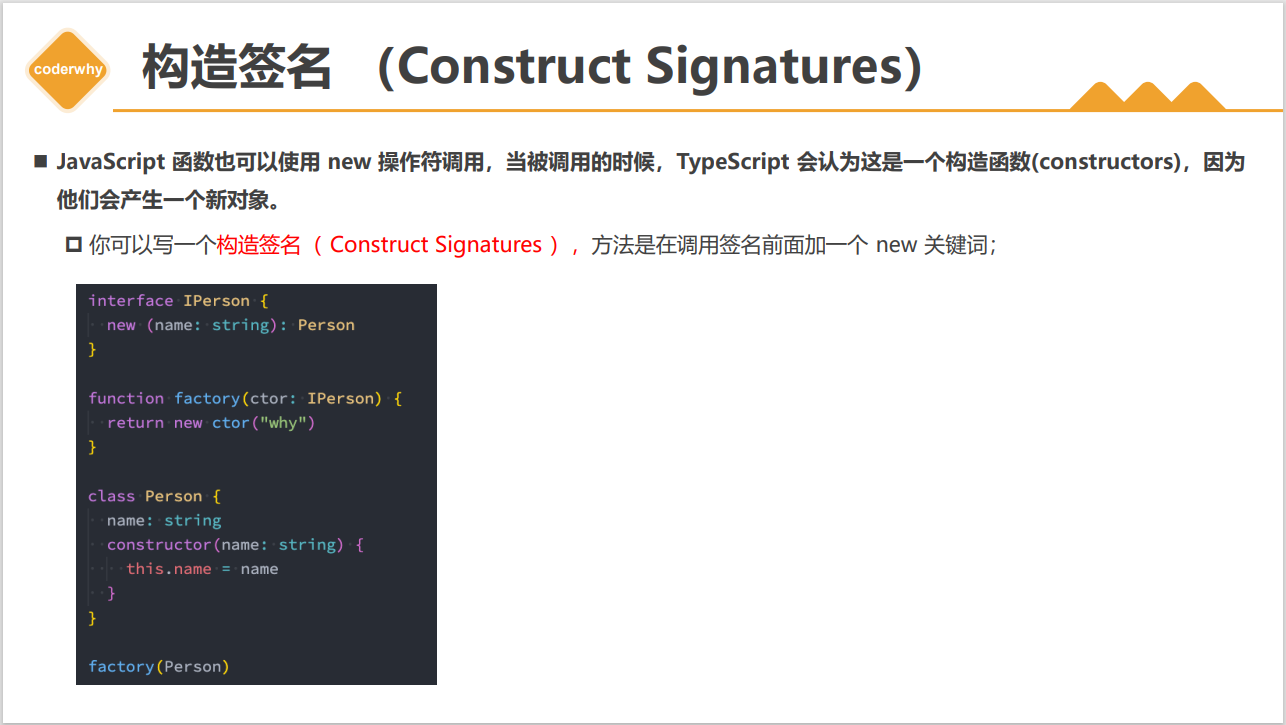 coderwhy
构造签名 （Construct Signatures）
JavaScript 函数也可以使用 new 操作符调用，当被调用的时候，TypeScript 会认为这是一个构造函数(constructors)，因为
他们会产生一个新对象。
你可以写一个构造签名（ Construct Signatures ），方法是在调用签名前面加一个 new 关键词；
interface IPerson {
  new (name: string): Person
}
function factory(ctor: IPerson) {
  return new ctor("why")
}
class Person {
  name: string
  constructor(name: string) {
    this.name = name
  }
}
factory(Person)